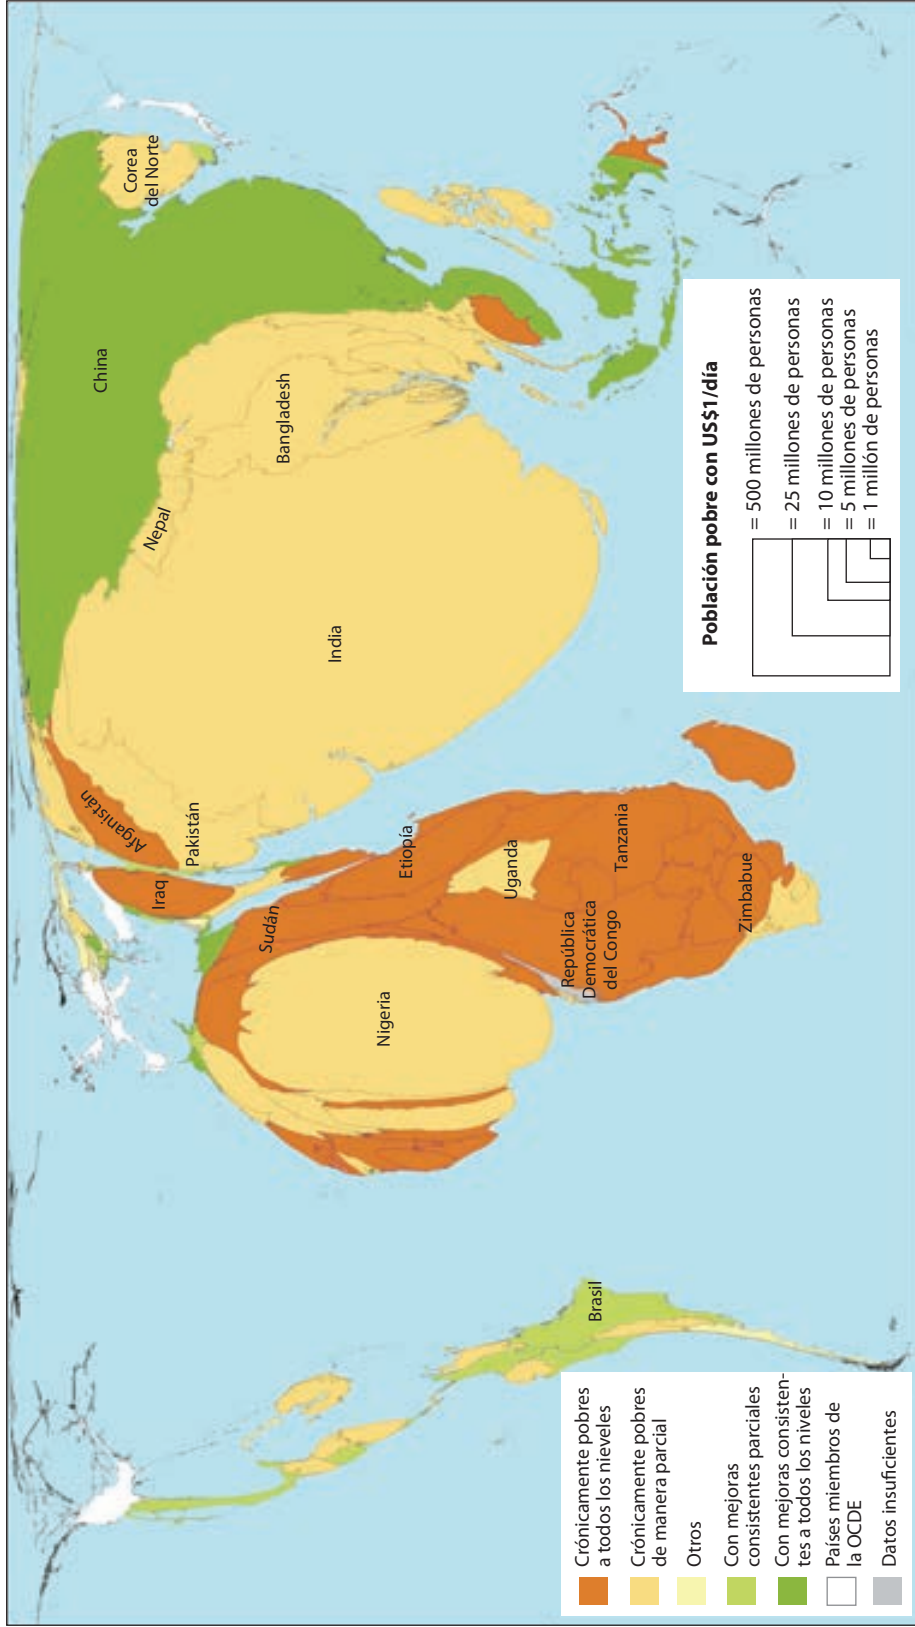 China
Corea
del Norte
Nepal
Bangladesh
India
Afganistán
Pakistán
Iraq
Sudán
Etiopía
Uganda
Tanzania
República
Democrática
del Congo
Zimbabue
Nigeria
Brasil
Población pobre con US$1/día
= 500 millones de personas
= 25 millones de personas
= 10 millones de personas
= 5 millones de personas
= 1 millón de personas
Crónicamente pobres
a todos los nieveles
Crónicamente pobres
de manera parcial
Otros
Con mejoras
consistentes parciales
Con mejoras consisten-
tes a todos los niveles
Países miembros de
la OCDE
Datos insuficientes